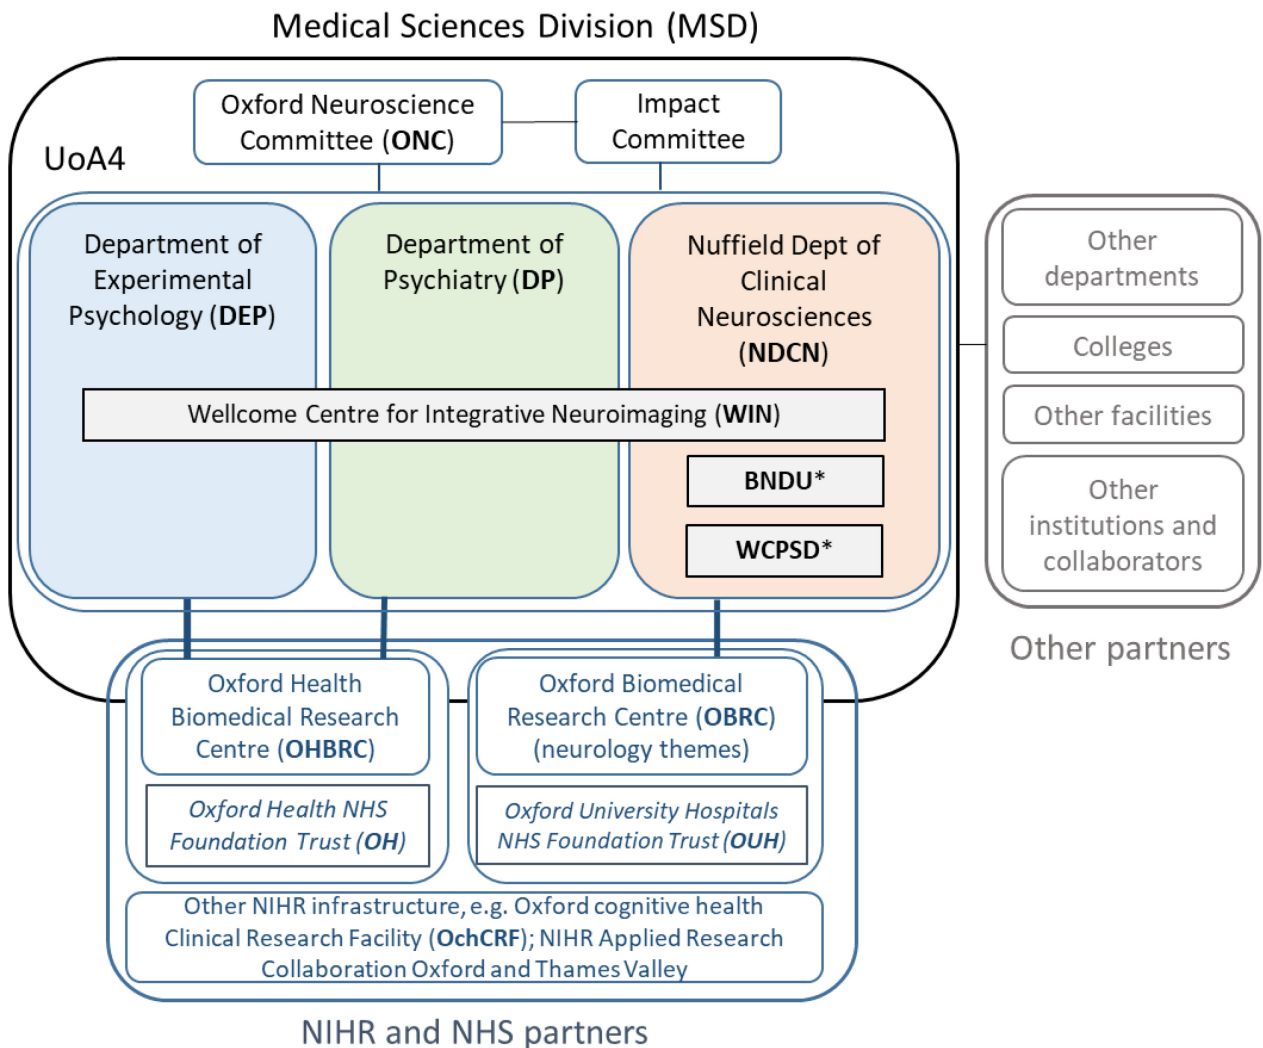 Medical Sciences Division (MSD)
Oxford Neuroscience
Committee (ONC)
Impact
Committee
UoA4
Department of
Experimental
Psychology (DEP)
Department of
Psychiatry (DP)
Nuffield Dept of
Clinical
Neurosciences
(NDCN)
Wellcome Centre for Integrative Neuroimaging (WIN)
BNDU*
WCPSD*
Other
departments
Colleges
Other facilities
Other
institutions and
collaborators
Other partners
Oxford Health
Biomedical Research
Centre (OHBRC)
Oxford Biomedical
Research Centre (OBRC)
(neurology themes)
Oxford Health NHS
Foundation Trust (OH)
Oxford University Hospitals
NHS Foundation Trust (OUH)
Other NIHR infrastructure, e.g. Oxford cognitive health
Clinical Research Facility (OchCRF); NIHR Applied Research
Collaboration Oxford and Thames Valley
NIHR and NHS partners